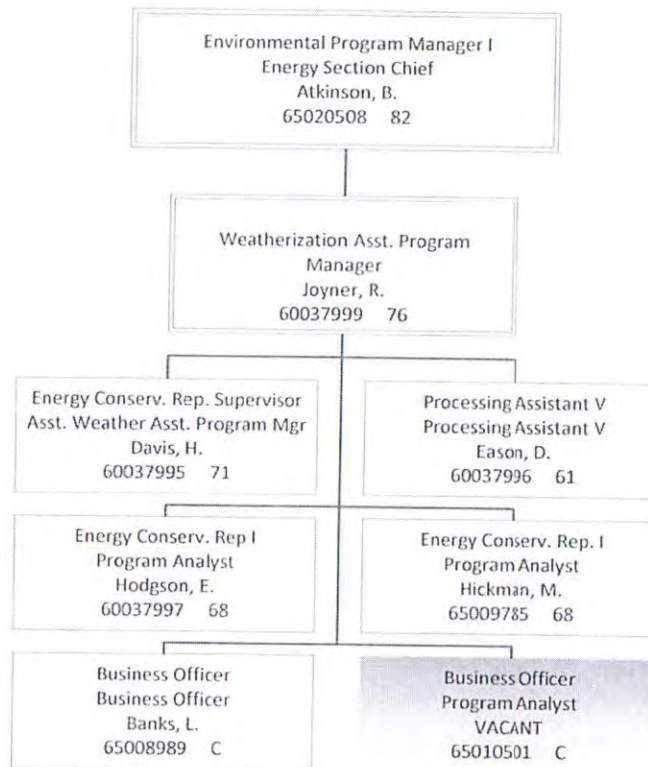 Environmental Program Manager I
Energy Section Chief
Atkinson, B.
65020508 82
Weatherization Asst. Program
Manager
Joyner, R.
60037999 76
Energy Conserv. Rep. Supervisor
Asst. Weather Asst. Program Mgr
Davis, H.
60037995 71
Processing Assistant V
Processing Assistant V
Eason, D.
60037996 61
Energy Conserv. Rep I
Program Analyst
Hodgson, E.
60037997 68
Energy Conserv. Rep. I
Program Analyst
Hickman, M.
65009785 68
Business Officer
Business Officer
Banks, L.
65008989 C
Business Officer
Program Analyst
VACANT
65010501 C